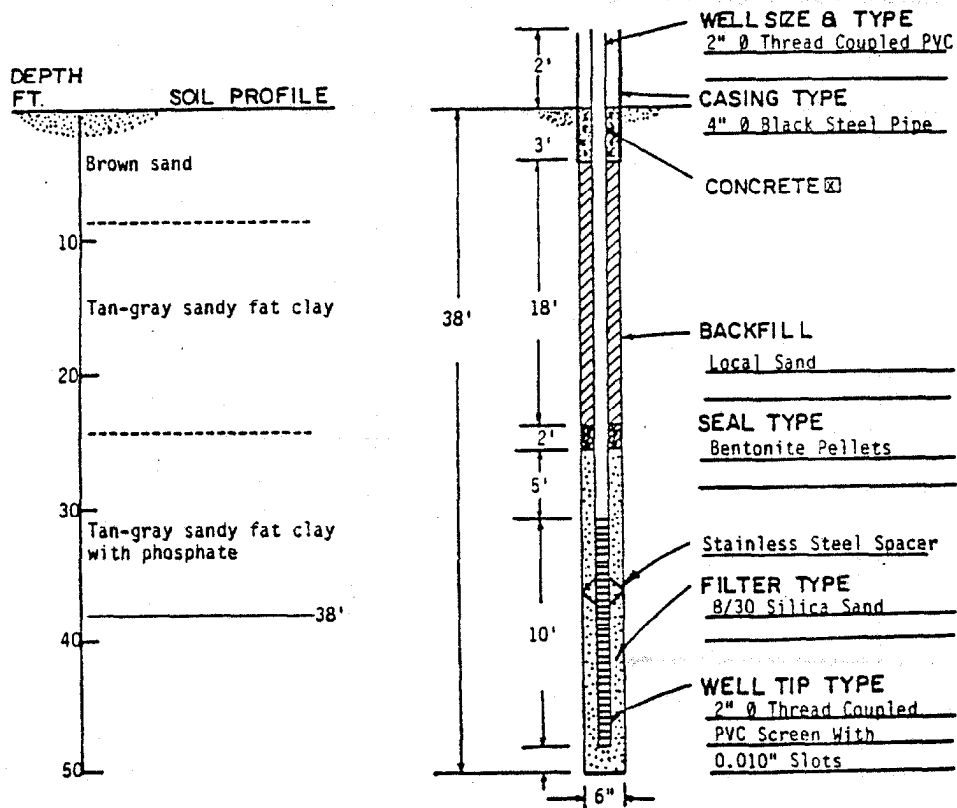 DEPTH
FT.
SOIL PROFILE
Brown sand
10
Tan-gray sandy fat clay
20
30
Tan-gray sandy fat clay
with phosphate
38'
40
50
2'
3'
18'
38'
2'
5'
10'
6"
WELL SIZE & TYPE
2" Ø Thread Coupled PVC
CASING TYPE
4" Ø Black Steel Pipe
CONCRETE ☒
BACKFILL
Local Sand
SEAL TYPE
Bentonite Pellets
Stainless Steel Spacer
FILTER TYPE
8/30 Silica Sand
WELL TIP TYPE
2" Ø Thread Coupled
PVC Screen With
0.010" Slots